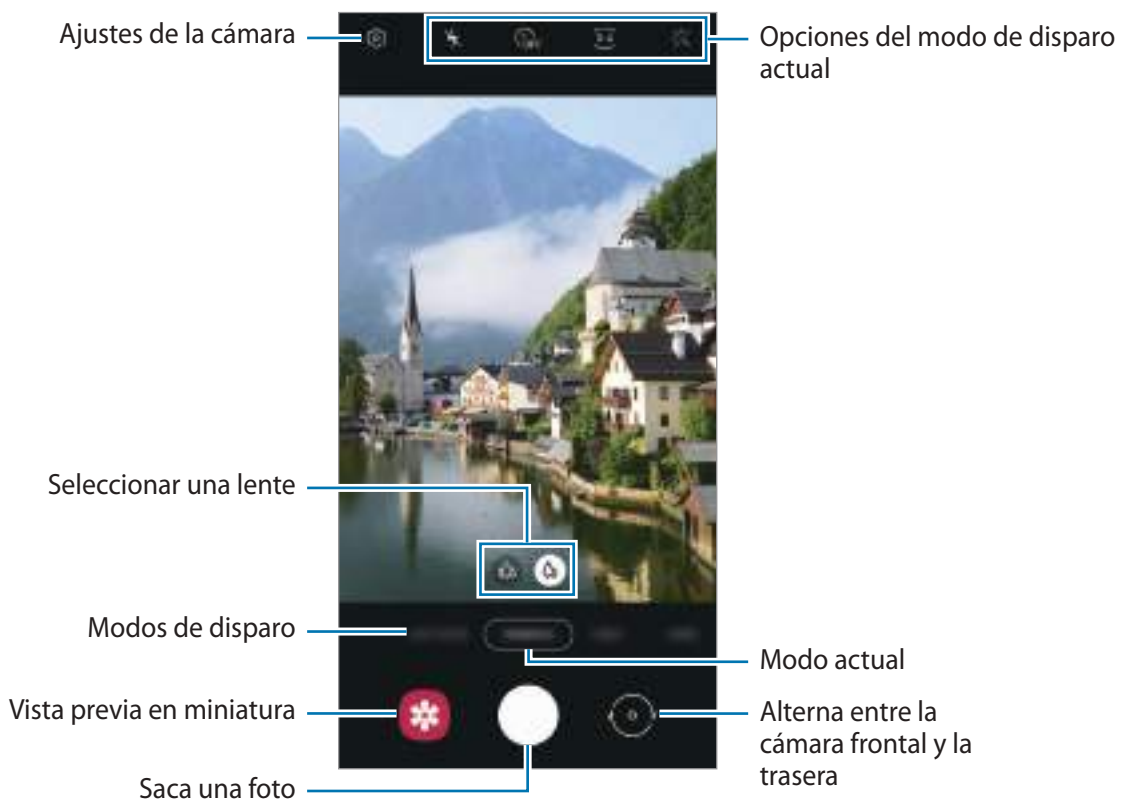 Ajustes de la cámara
Opciones del modo de disparo
actual
Seleccionar una lente
Modos de disparo
Modo actual
Vista previa en miniatura
Alterna entre la
cámara frontal y la
trasera
Saca una foto